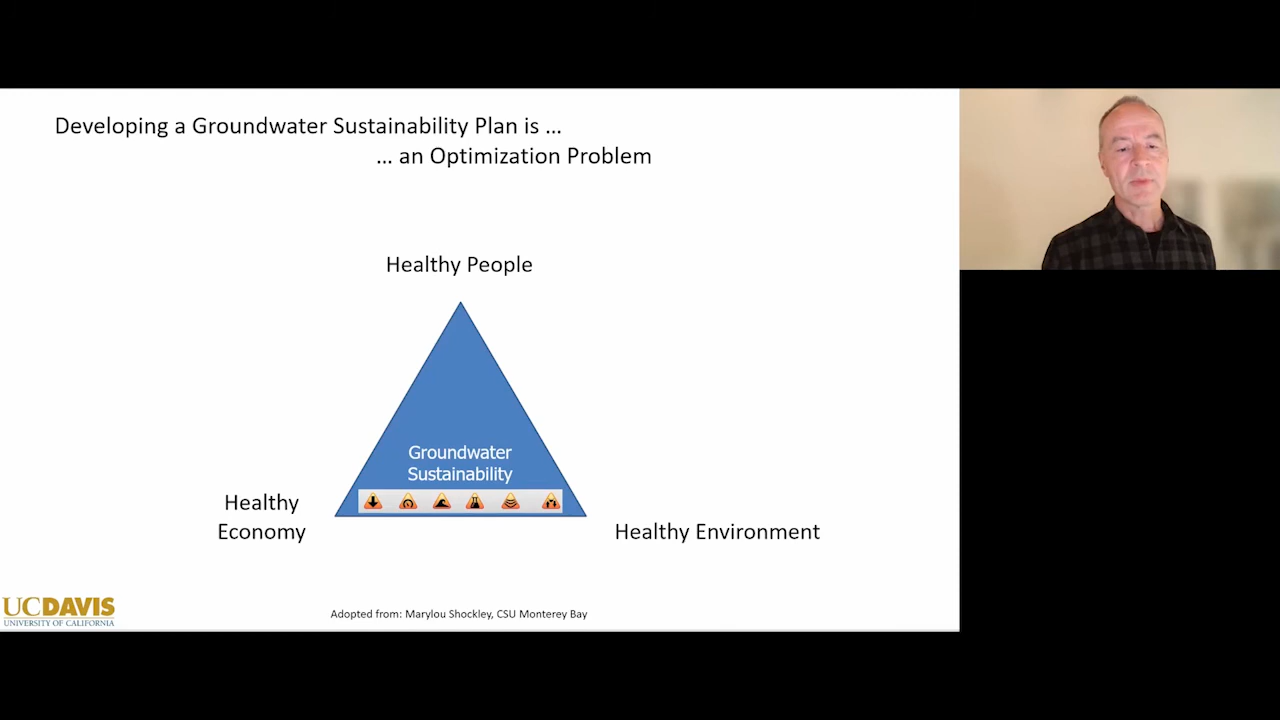 Developing a Groundwater Sustainability Plan is ...
... an Optimization Problem
Healthy People
Groundwater
Sustainability
Healthy
Economy
Healthy Environment
UCDAVIS
UNIVERSITY OF CALIFORNIA
Adopted from: Marylou Shockley, CSU Monterey Bay